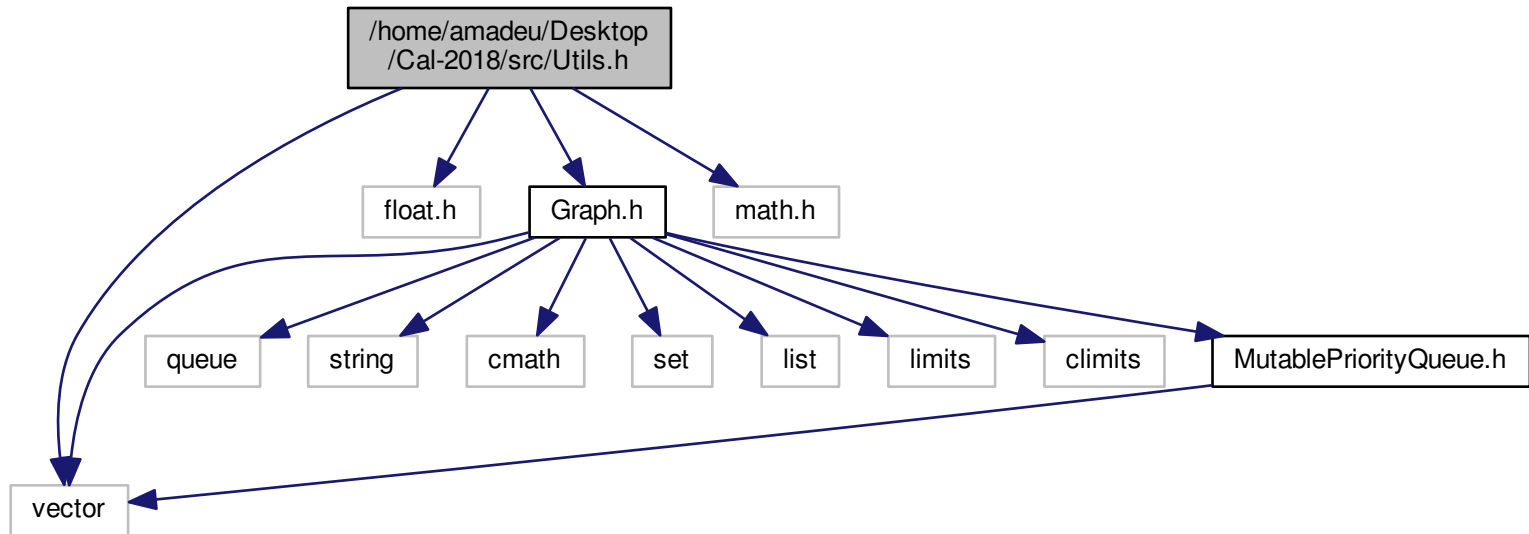 /home/amadeu/Desktop
/Cal-2018/src/Utils.h
float.h
Graph.h
math.h
queue
string
cmath
set
list
limits
climits
MutablePriorityQueue.h
vector